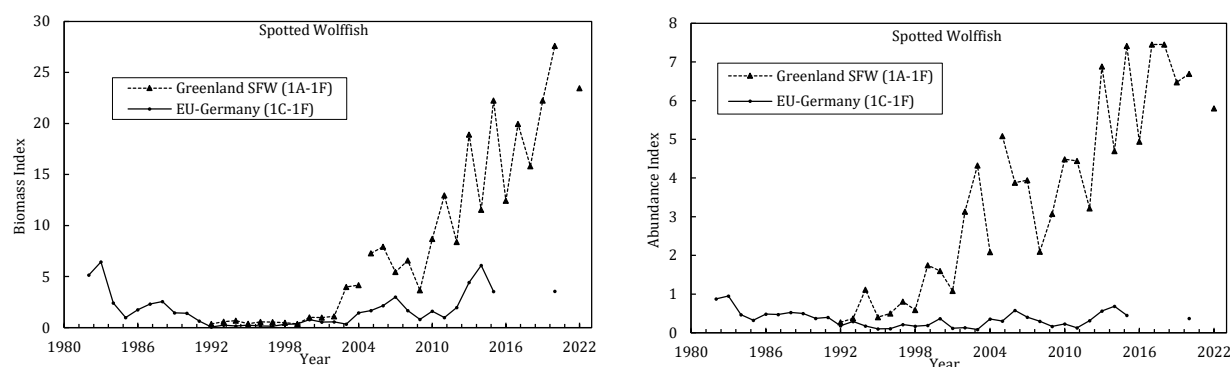 Spotted Wolffish
Greenland SFW (1A-1F)
EU-Germany (1C-1F)
Biomass Index
30
25
20
15
10
5
0
1980 1986 1992 1998 2004 2010 2016 2022
Year
Spotted Wolffish
Greenland SFW (1A-1F)
EU-Germany (1C-1F)
Abundance Index
8
7
6
5
4
3
2
1
0
1980 1986 1992 1998 2004 2010 2016 2022
Year